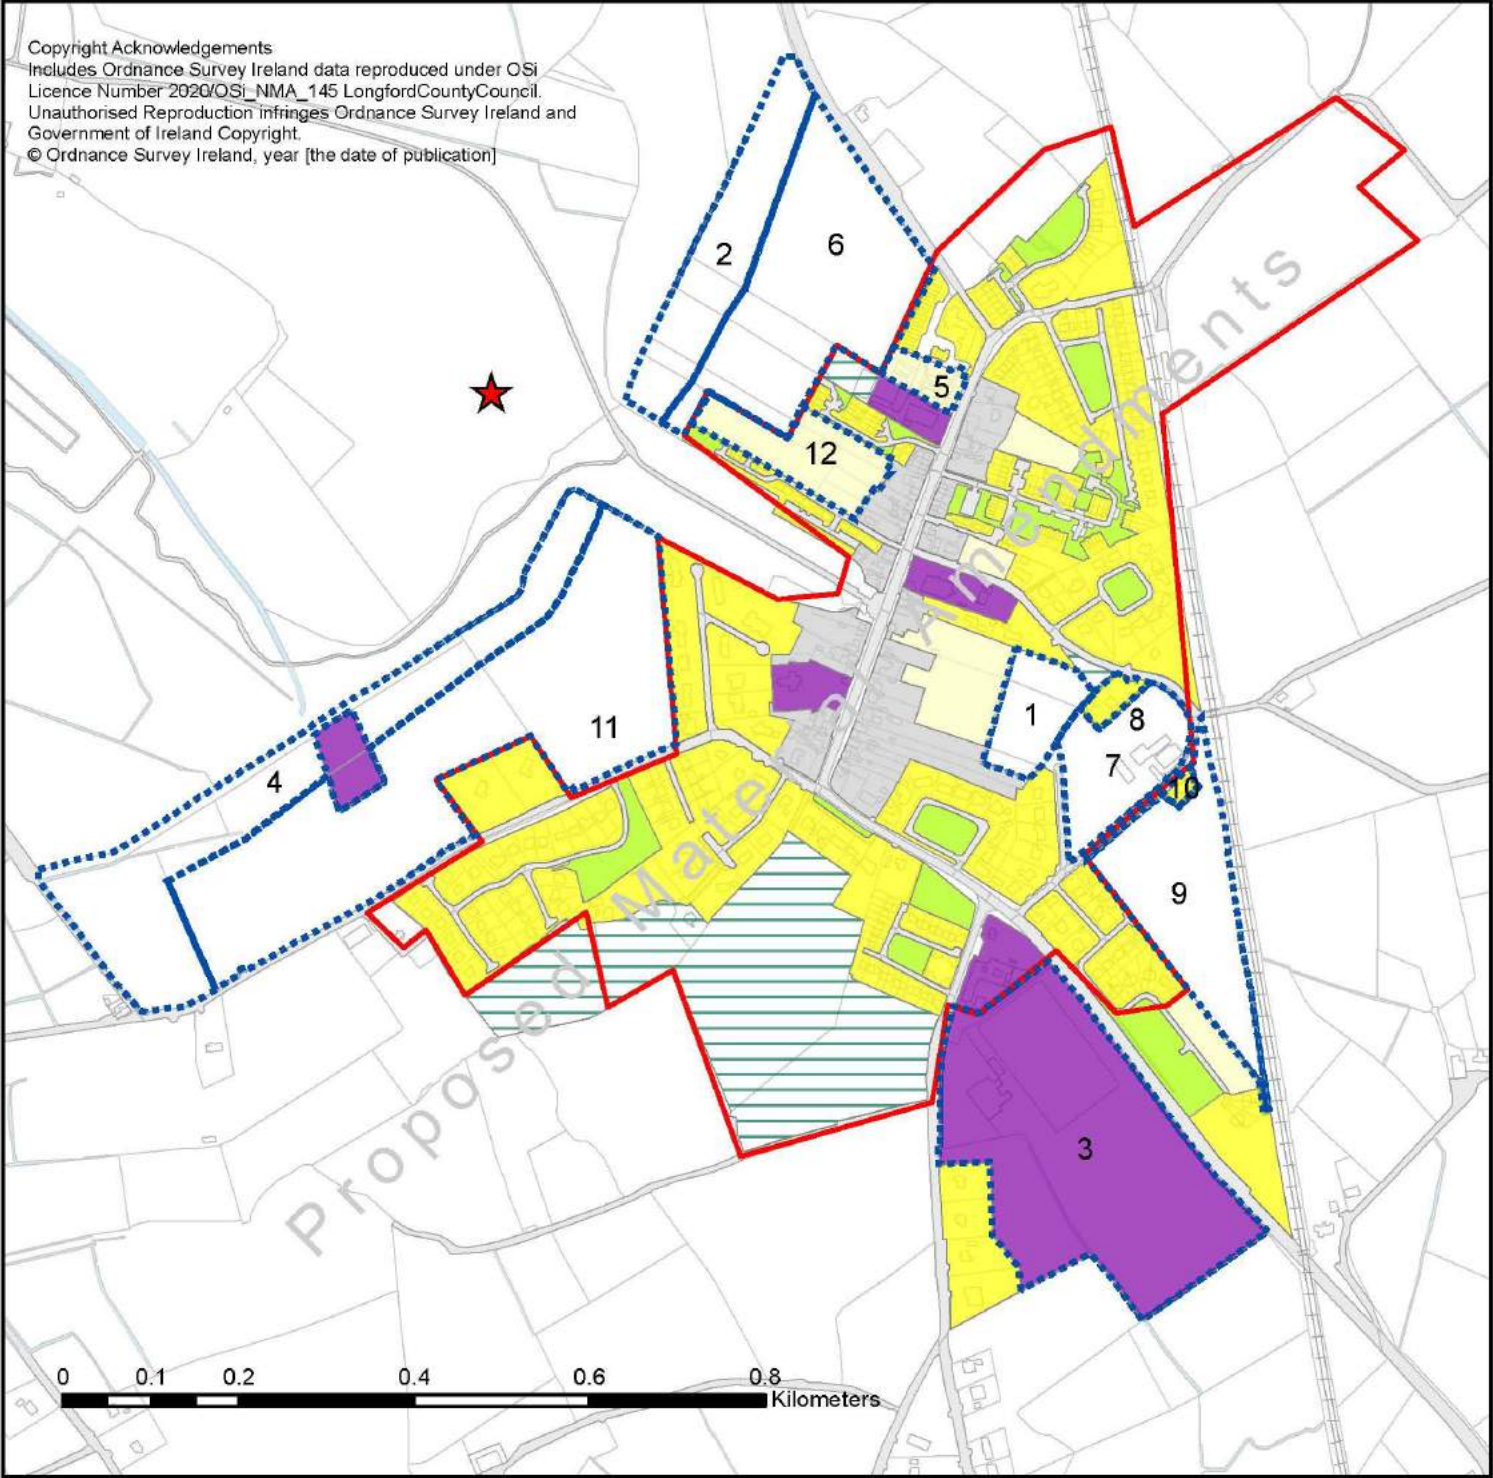 Copyright Acknowledgements
Includes Ordnance Survey Ireland data reproduced under OSi
Licence Number 2020/OSi_NMA_145 LongfordCountyCouncil.
Unauthorised Reproduction infringes Ordnance Survey Ireland and
Government of Ireland Copyright.
© Ordnance Survey Ireland, year [the date of publication]
2
6
5
12
1
8
7
11
4
10
9
3
Proposed Material Amendments
0 0.1 0.2 0.4 0.6 0.8
Kilometers